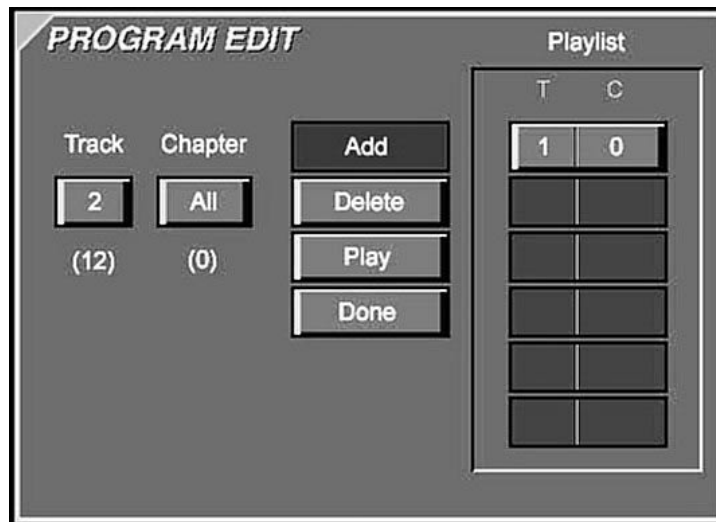 PROGRAM EDIT
Playlist
T C
Track Chapter Add 1 0
2 All Delete
(12) (0) Play
Done